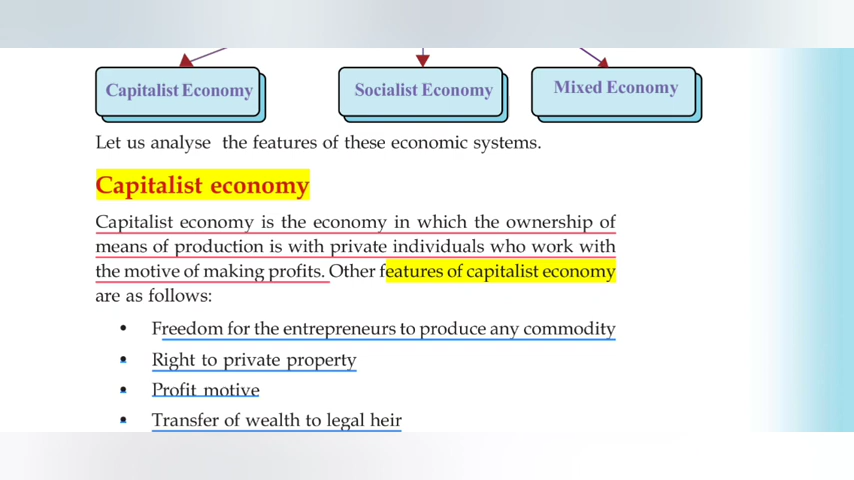 Capitalist Economy
Socialist Economy
Mixed Economy
Let us analyse the features of these economic systems.
Capitalist economy
Capitalist economy is the economy in which the ownership of
means of production is with private individuals who work with
the motive of making profits. Other features of capitalist economy
are as follows:
• Freedom for the entrepreneurs to produce any commodity
• Right to private property
• Profit motive
• Transfer of wealth to legal heir